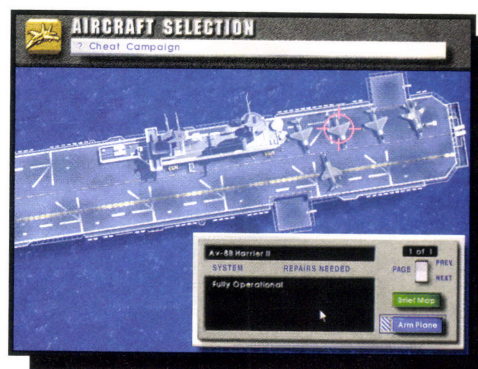 AIRCRAFT SELECTION
? Cheat Campaign
Av-8B Harrier II
1 of 1
SYSTEM REPAIRS NEEDED
PAGE
PREV.
NEXT
Fully Operational
Brief Map
Arm Plane